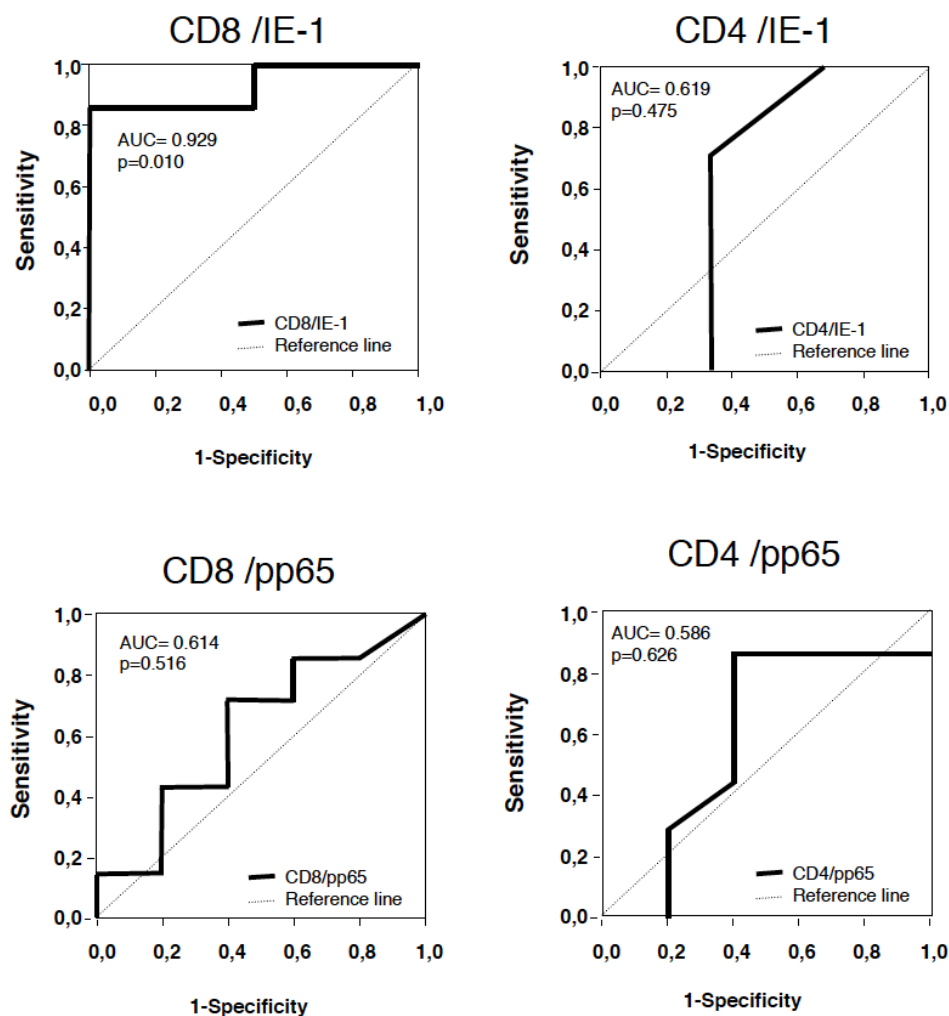 CD8 /IE-1
1,0
0,8
0,6
0,4
0,2
0,0
Sensitivity
AUC= 0.929
p=0.010
CD8/IE-1
Reference line
0,0 0,2 0,4 0,6 0,8 1,0
1-Specificity
CD4 /IE-1
1,0
0,8
0,6
0,4
0,2
0,0
Sensitivity
AUC= 0.619
p=0.475
CD4/IE-1
Reference line
0,0 0,2 0,4 0,6 0,8 1,0
1-Specificity
CD8 /pp65
1,0
0,8
0,6
0,4
0,2
0,0
Sensitivity
AUC= 0.614
p=0.516
CD8/pp65
Reference line
0,0 0,2 0,4 0,6 0,8 1,0
1-Specificity
CD4 /pp65
1,0
0,8
0,6
0,4
0,2
0,0
Sensitivity
AUC= 0.586
p=0.626
CD4/pp65
Reference line
0,0 0,2 0,4 0,6 0,8 1,0
1-Specificity